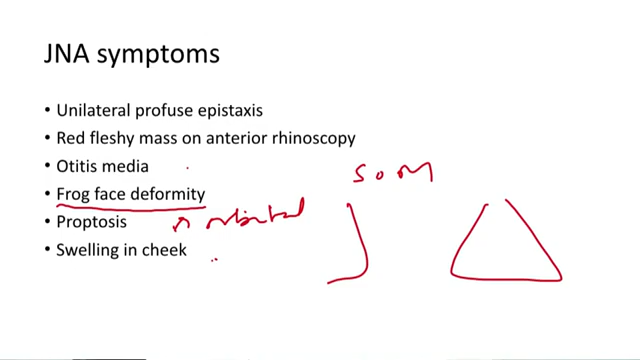 JNA symptoms
• Unilateral profuse epistaxis
• Red fleshy mass on anterior rhinoscopy
• Otitis media
SOM
• Frog face deformity
• Proptosis
• Swelling in cheek